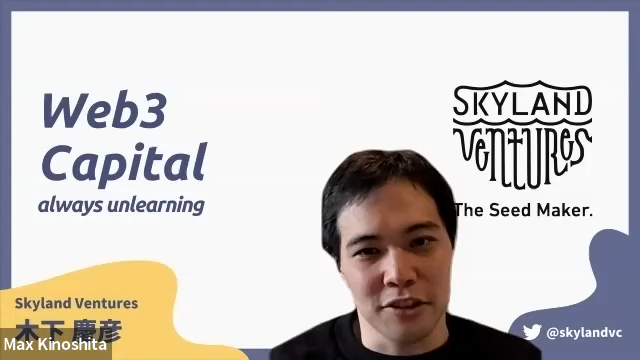 Web3
Capital
always unlearning
SKYLAND
VENTURES
The Seed Maker.
Skyland Ventures
木下 慶彦
Max Kinoshita
@skylandvc